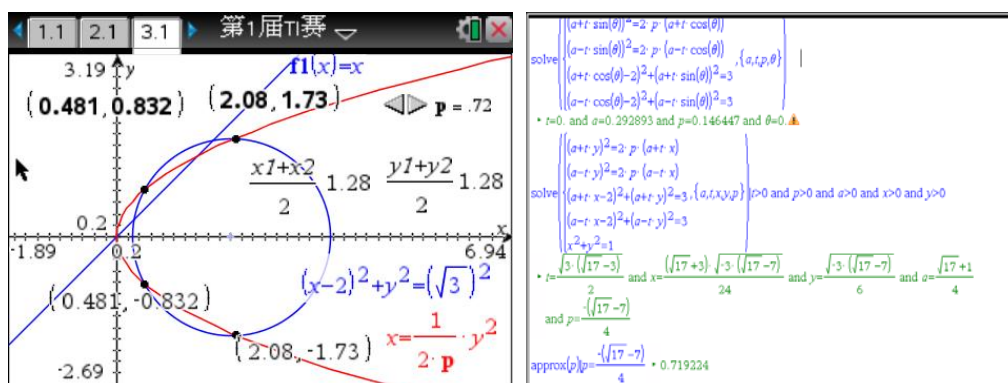 1.1 2.1 3.1 第1届TI赛
3.19 y
f1(x)=x
(0.481,0.832) (2.08,1.73) p = .72
(x1+x2)/2 1.28 (y1+y2)/2 1.28
0.2
x
-1.89 0.2 6.94
(x-2)²+y²=(√3)²
(0.481,-0.832)
x=1/(2·p)·y²
(2.08,-1.73)
-2.69
(a+t·sin(θ))²=2·p·(a+t·cos(θ))
(a-t·sin(θ))²=2·p·(a-t·cos(θ))
solve ,{a,t,p,θ}
(a+t·cos(θ)-2)²+(a+t·sin(θ))²=3
(a-t·cos(θ)-2)²+(a-t·sin(θ))²=3
• t=0. and a=0.292893 and p=0.146447 and θ=0.
(a+t·y)²=2·p·(a+t·x)
(a-t·y)²=2·p·(a-t·x)
solve (a+t·x-2)²+(a+t·y)²=3 ,{a,t,x,y,p} |t>0 and p>0 and a>0 and x>0 and y>0
(a-t·x-2)²+(a-t·y)²=3
x²+y²=1
• t=√(3·(√17-3))/2 and x=(√17+3)·√(-3·(√17-7))/24 and y=√(-3·(√17-7))/6 and a=(√17+1)/4
and p=-(√17-7)/4
approx(p)|p=-(√17-7)/4 • 0.719224